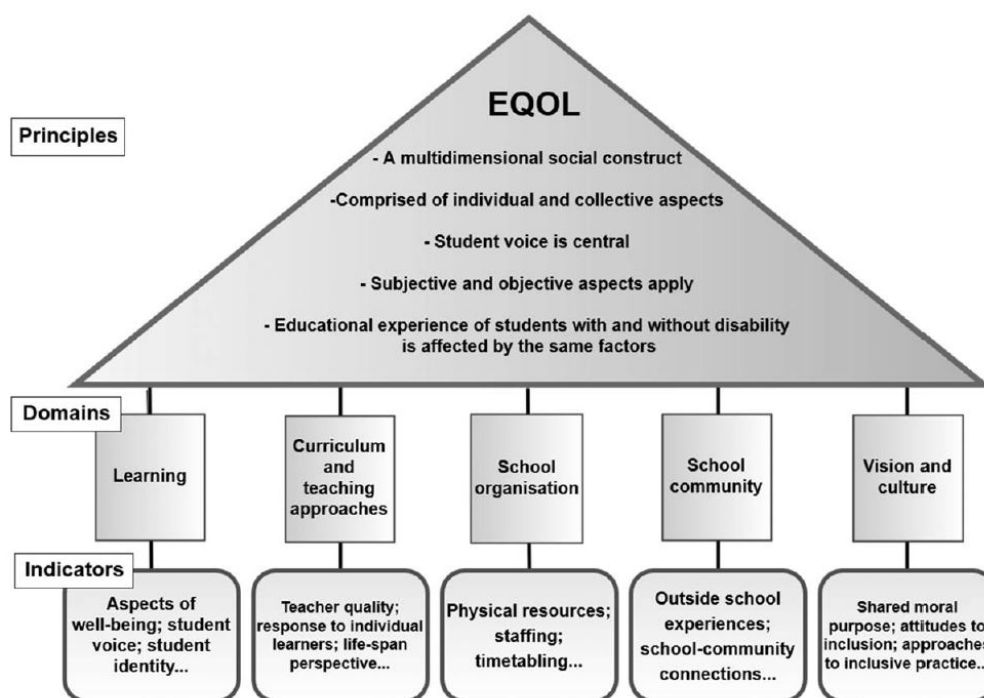 EQOL
Principles
- A multidimensional social construct
-Comprised of individual and collective aspects
- Student voice is central
- Subjective and objective aspects apply
- Educational experience of students with and without disability
is affected by the same factors
Domains
Learning
Curriculum
and
teaching
approaches
School
organisation
School
community
Vision and
culture
Indicators
Aspects of
well-being; student
voice; student
identity...
Teacher quality;
response to individual
learners; life-span
perspective...
Physical resources;
staffing;
timetabling...
Outside school
experiences;
school-community
connections...
Shared moral
purpose; attitudes to
inclusion; approaches
to inclusive practice...